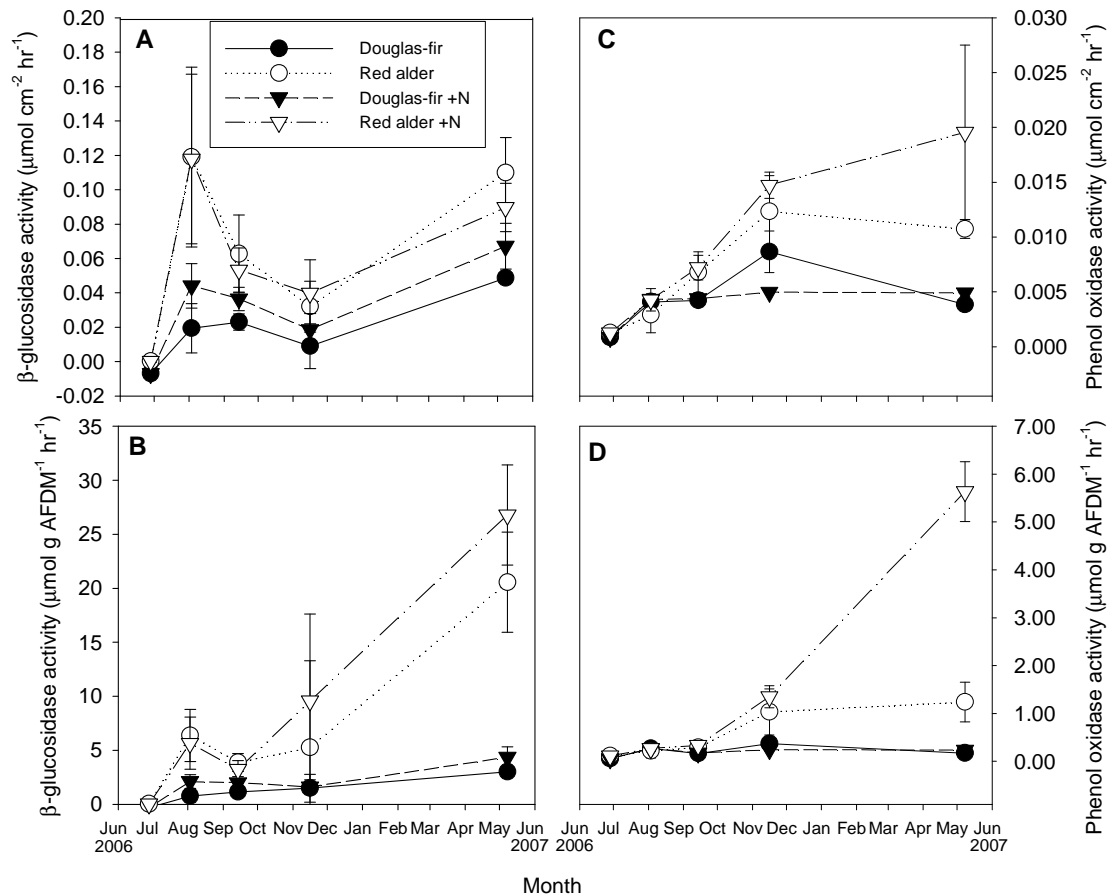 A
0.20
0.18
0.16
0.14
0.12
0.10
0.08
0.06
0.04
0.02
0.00
-0.02
β-glucosidase activity (μmol cm-2 hr-1)
Douglas-fir
Red alder
Douglas-fir +N
Red alder +N
C
0.030
0.025
0.020
0.015
0.010
0.005
0.000
Phenol oxidase activity (μmol cm-2 hr-1)
B
35
30
25
20
15
10
5
0
β-glucosidase activity (μmol g AFDM-1 hr-1)
Jun Jul Aug Sep Oct Nov Dec Jan Feb Mar Apr May Jun
2006 2007
D
7.00
6.00
5.00
4.00
3.00
2.00
1.00
0.00
Phenol oxidase activity (μmol g AFDM-1 hr-1)
Jun Jul Aug Sep Oct Nov Dec Jan Feb Mar Apr May Jun
2006 2007
Month